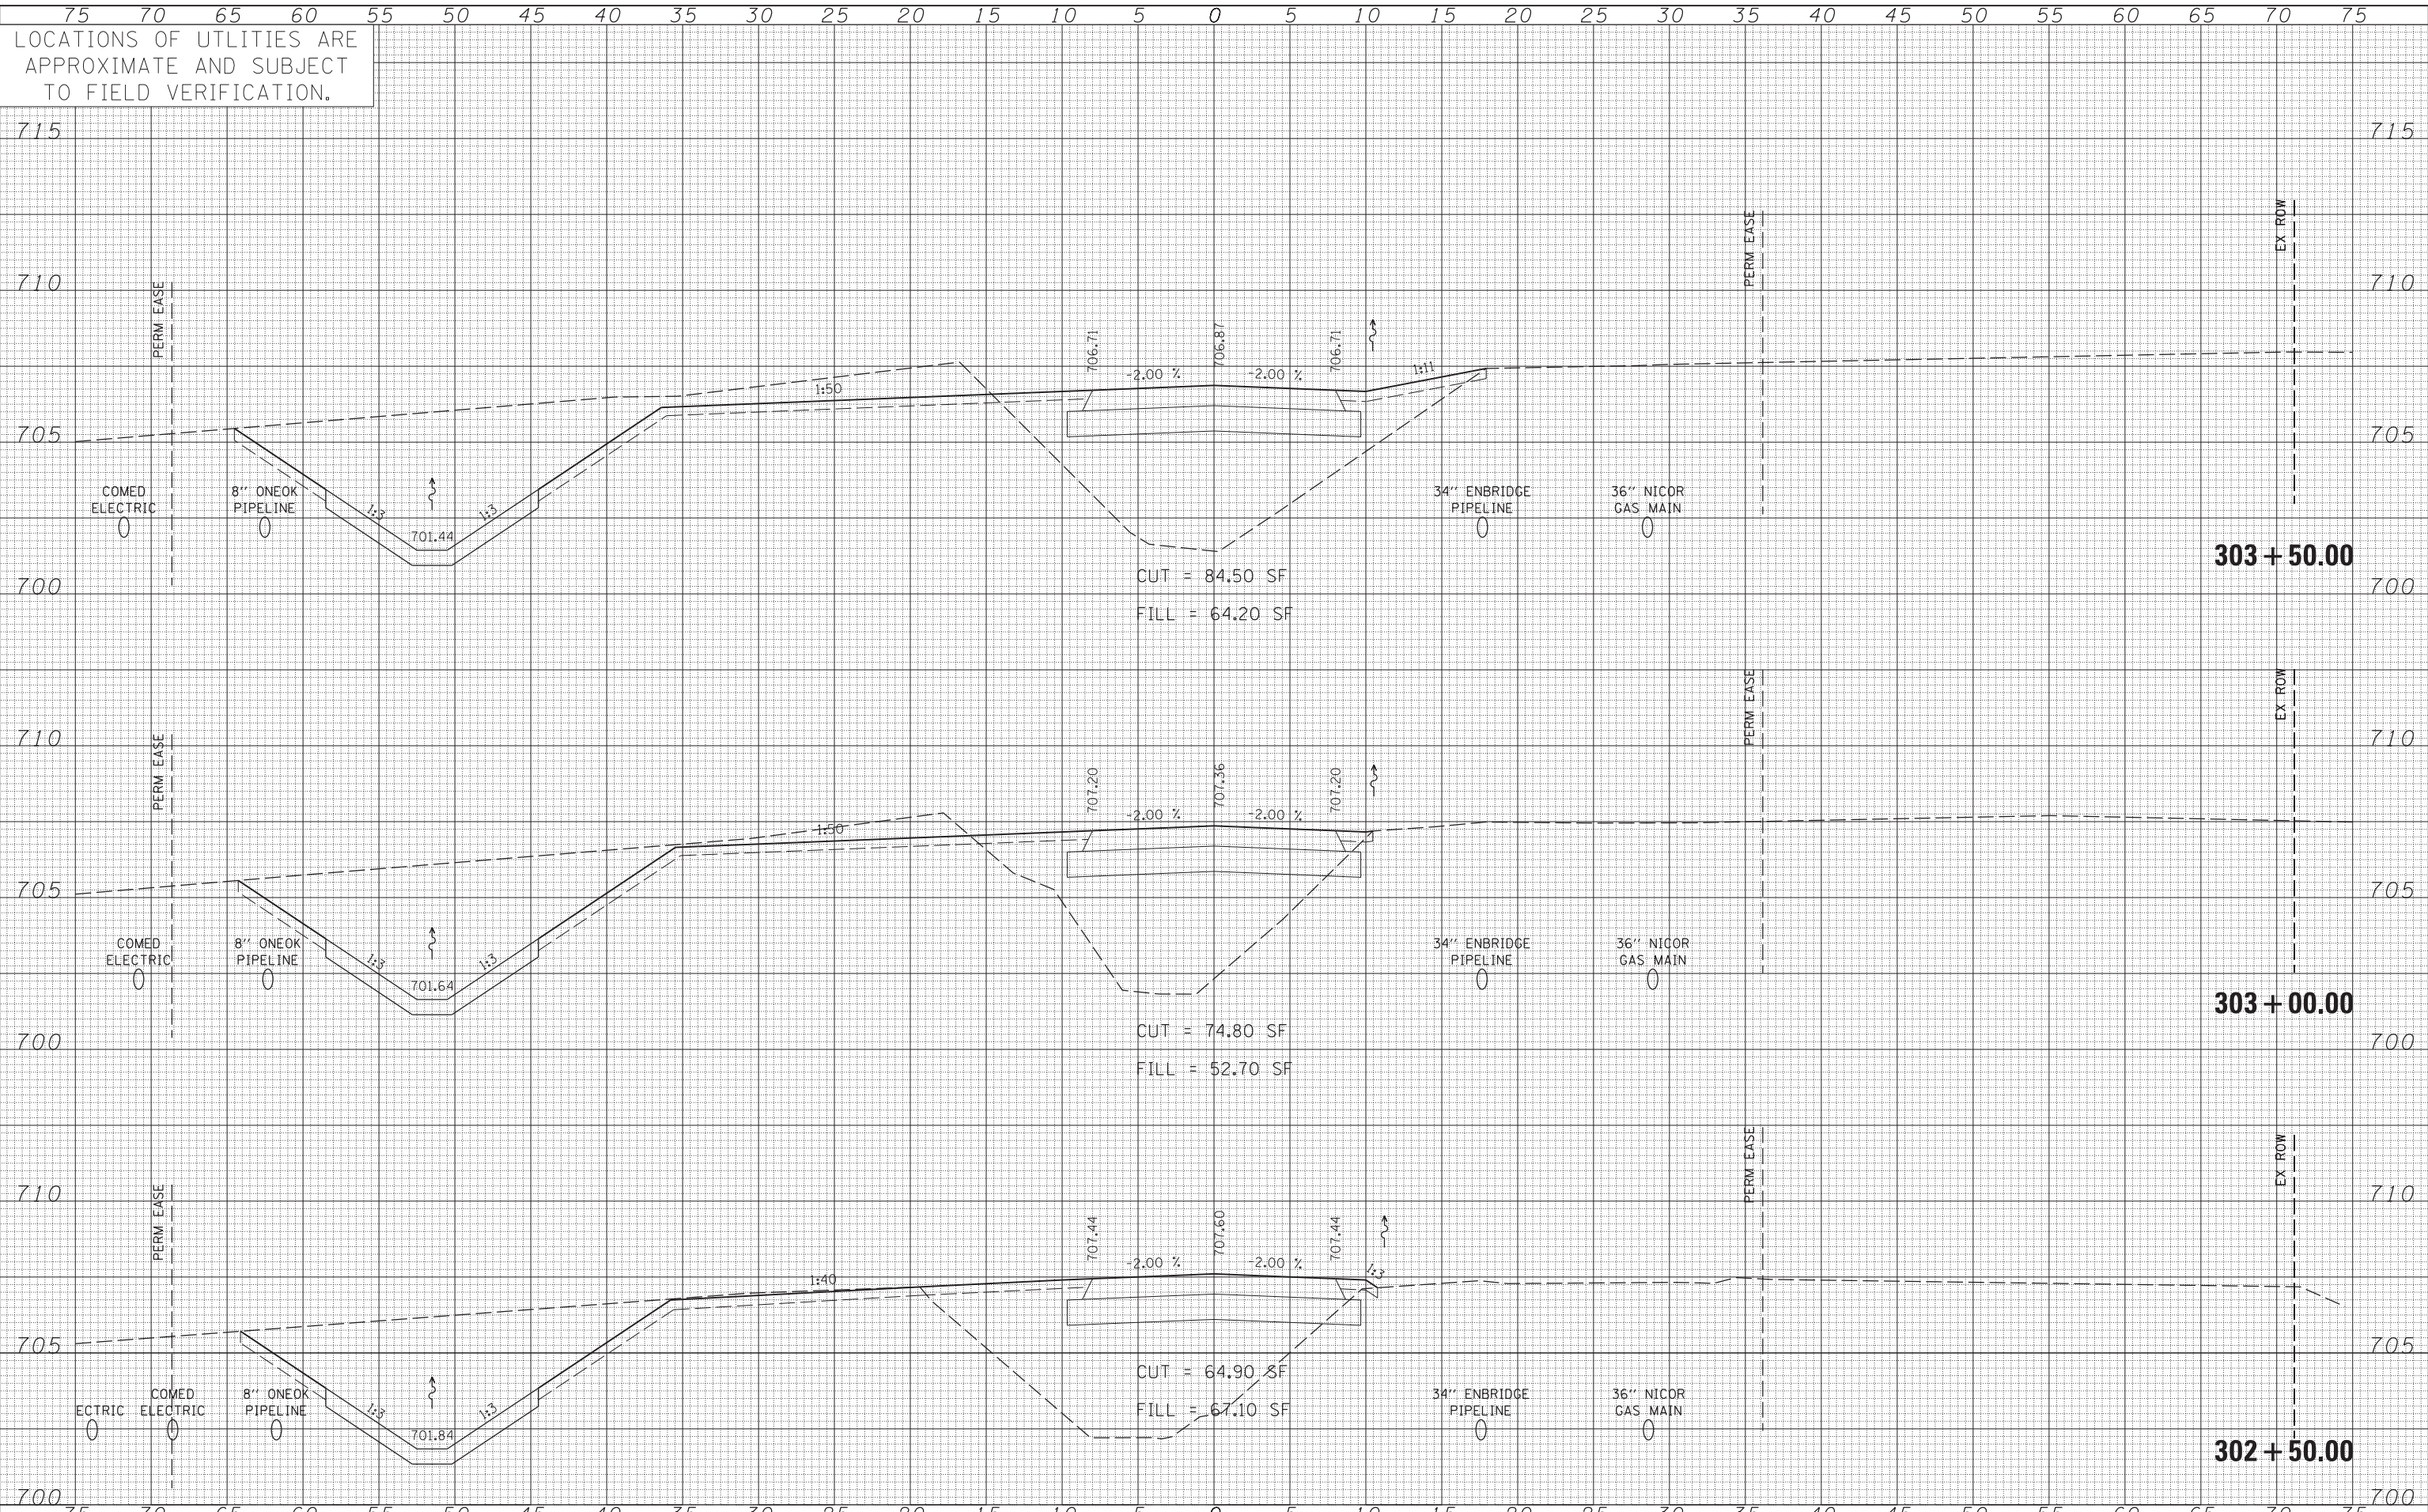 75 70 65 60 55 50 45 40 35 30 25 20 15 10 5 0 5 10 15 20 25 30 35 40 45 50 55 60 65 70 75
LOCATIONS OF UTLITIES ARE
APPROXIMATE AND SUBJECT
TO FIELD VERIFICATION.
715 715
PERM EASE EX ROW
710 710
PERM EASE
706.71 706.87 706.71
-2.00 % -2.00 % 1:11
1:50
705 705
COMED 8'' ONEOK 34'' ENBRIDGE 36'' NICOR
ELECTRIC PIPELINE PIPELINE GAS MAIN
1:3 1:3
701.44
303+50.00
CUT = 84.50 SF
700 700
FILL = 64.20 SF
PERM EASE EX ROW
710 710
PERM EASE
707.20 707.36 707.20
-2.00 % -2.00 %
1:50
705 705
COMED 8'' ONEOK 34'' ENBRIDGE 36'' NICOR
ELECTRIC PIPELINE PIPELINE GAS MAIN
1:3 1:3
701.64
303+00.00
CUT = 74.80 SF
700 700
FILL = 52.70 SF
PERM EASE EX ROW
710 710
PERM EASE
707.44 707.60 707.44
-2.00 % -2.00 %
1:40 1:3
705 705
CUT = 64.90 SF
COMED 8'' ONEOK 34'' ENBRIDGE 36'' NICOR
ECTRIC ELECTRIC PIPELINE PIPELINE GAS MAIN
1:3 1:3 FILL = 67.10 SF
701.84
302+50.00
700 700
75 70 65 60 55 50 45 40 35 30 25 20 15 10 5 0 5 10 15 20 25 30 35 40 45 50 55 60 65 70 75